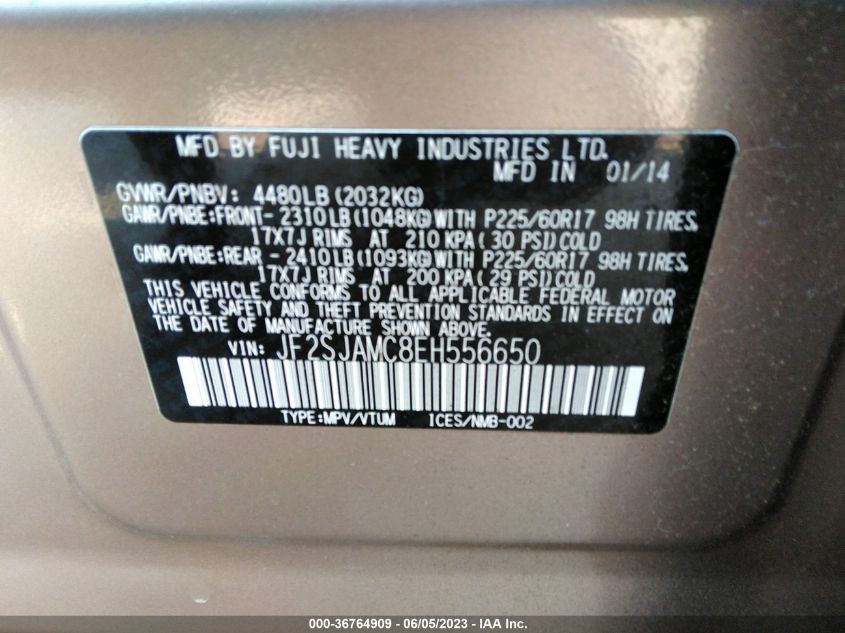 MFD BY FUJI HEAVY INDUSTRIES LTD.
MFD IN 01/14
GVWR/PNBV: 4480LB(2032KG)
GAWR/PNBE:FRONT- 2310LB(1048KG)WITH P225/60R17 98H TIRES,
17X7J RIMS AT 210 KPA( 30 PSI)COLD
GAWR/PNBE:REAR - 2410LB(1093KG)WITH P225/60R17 98H TIRES,
17X7J RIMS AT 200 KPA( 29 PSI)COLD
THIS VEHICLE CONFORMS TO ALL APPLICABLE FEDERAL MOTOR
VEHICLE SAFETY AND THEFT PREVENTION STANDARDS IN EFFECT ON
THE DATE OF MANUFACTURE SHOWN ABOVE.
VIN: JF2SJAMC8EH556650
TYPE:MPV/VTUM ICES/NMB-002
000-36764909 - 06/05/2023 - IAA Inc.